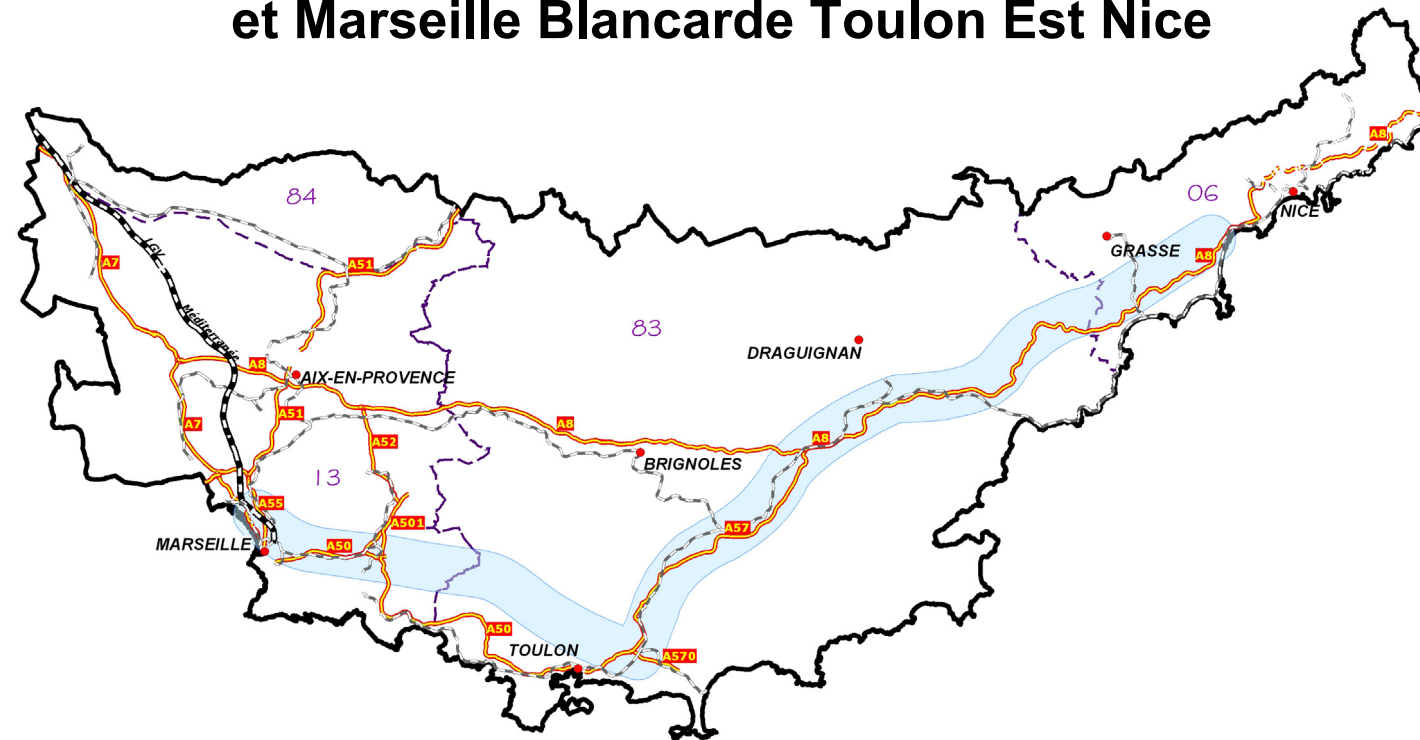 et Marseille Blancarde Toulon Est Nice
A8
84
06
NICE
GRASSE
A8
LGV
A7
A51
Méditerranée
83
DRAGUIGNAN
A8
AIX-EN-PROVENCE
A51
A7
A52
A8
A8
BRIGNOLES
13
A55
A501
A57
MARSEILLE
A50
A50
TOULON
A570